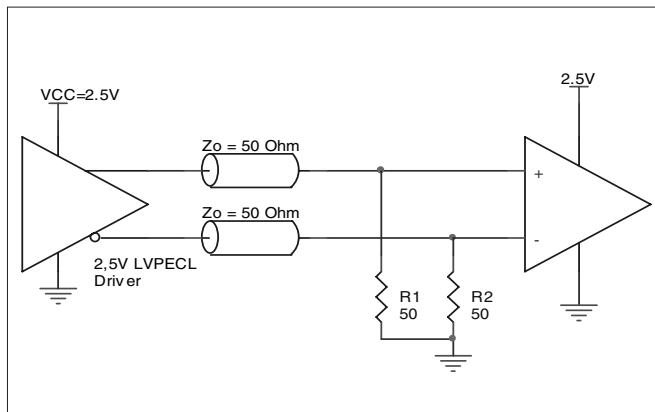 VCC=2.5V
2.5V
Zo = 50 Ohm
+
Zo = 50 Ohm
-
2,5V LVPECL
Driver
R1
50
R2
50